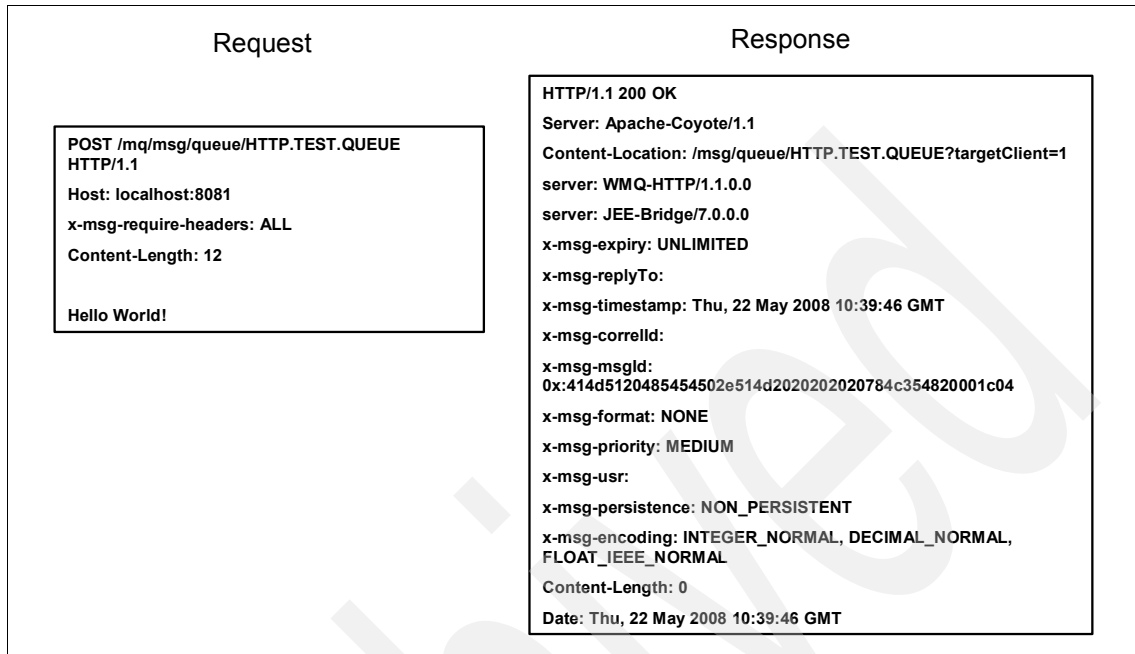 Request
POST /mq/msg/queue/HTTP.TEST.QUEUE
HTTP/1.1
Host: localhost:8081
x-msg-require-headers: ALL
Content-Length: 12
Hello World!
Response
HTTP/1.1 200 OK
Server: Apache-Coyote/1.1
Content-Location: /msg/queue/HTTP.TEST.QUEUE?targetClient=1
server: WMQ-HTTP/1.1.0.0
server: JEE-Bridge/7.0.0.0
x-msg-expiry: UNLIMITED
x-msg-replyTo:
x-msg-timestamp: Thu, 22 May 2008 10:39:46 GMT
x-msg-correlId:
x-msg-msgId:
0x:414d5120485454502e514d2020202020784c354820001c04
x-msg-format: NONE
x-msg-priority: MEDIUM
x-msg-usr:
x-msg-persistence: NON_PERSISTENT
x-msg-encoding: INTEGER_NORMAL, DECIMAL_NORMAL,
FLOAT_IEEE_NORMAL
Content-Length: 0
Date: Thu, 22 May 2008 10:39:46 GMT